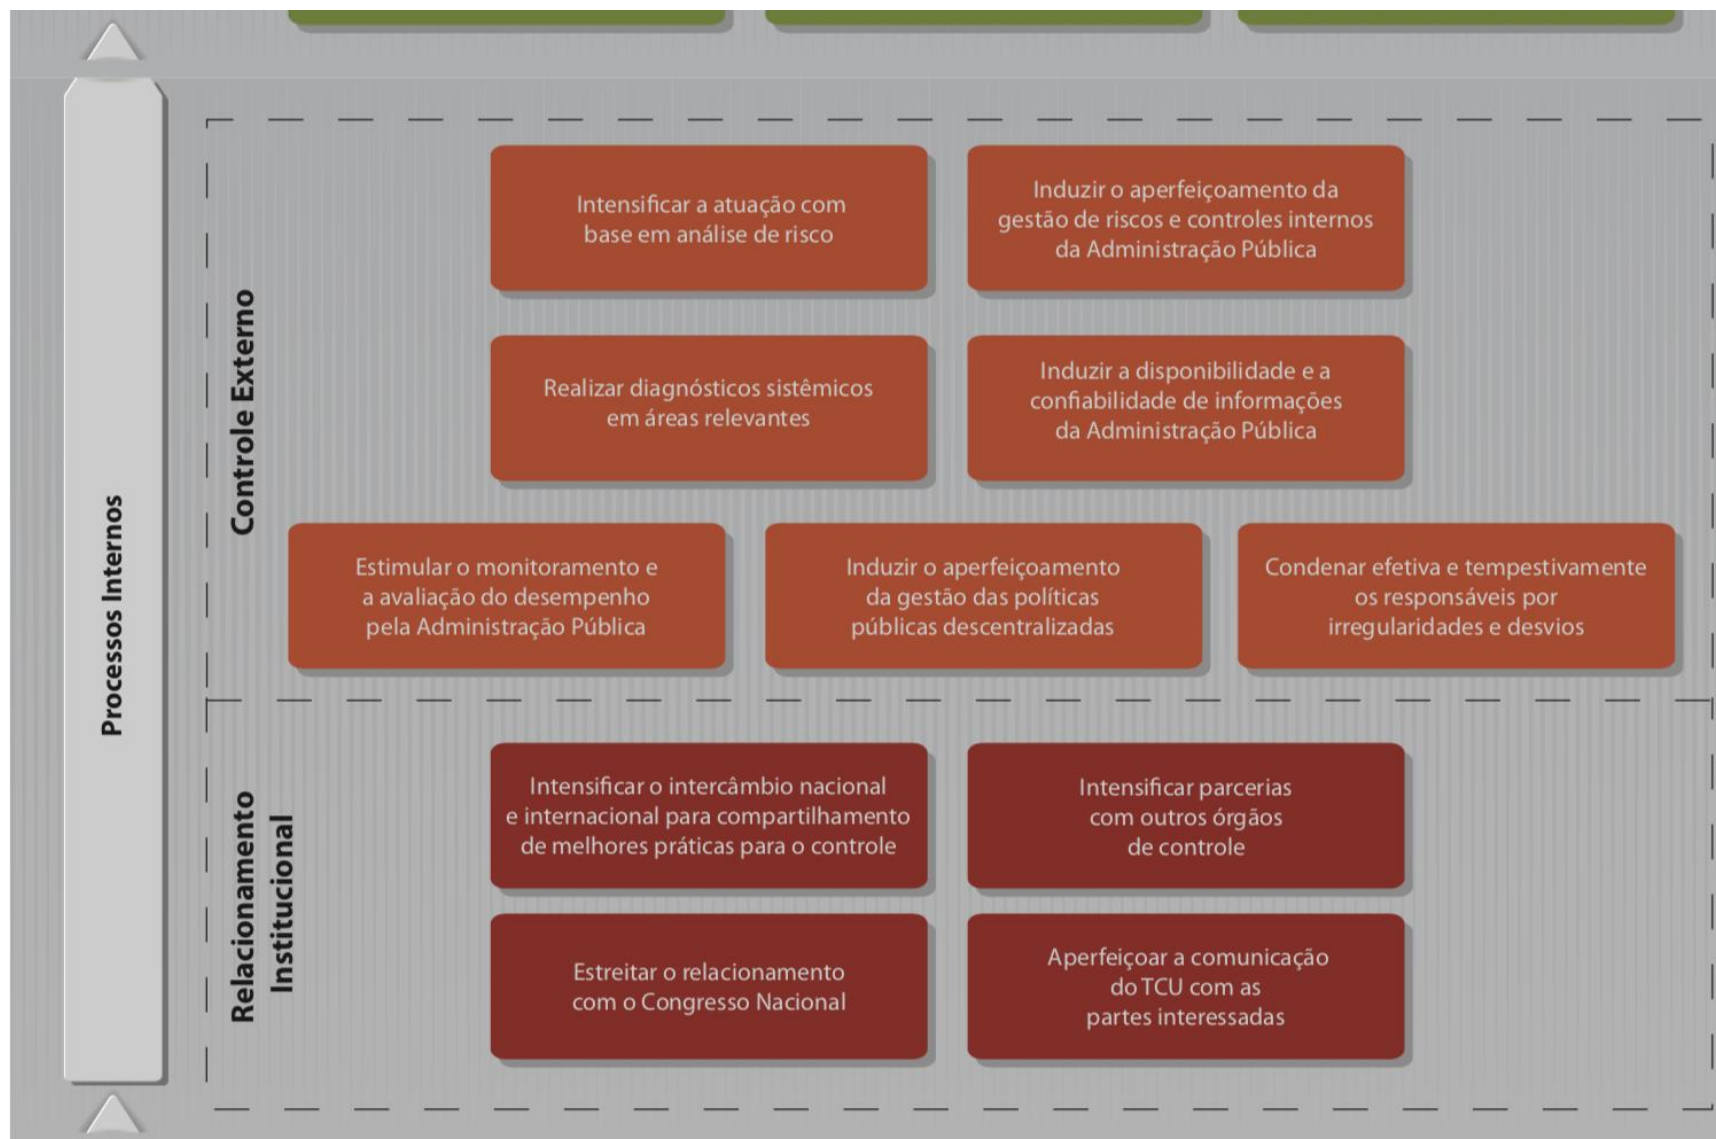 Processos Internos
Controle Externo
Intensificar a atuação com
base em análise de risco
Induzir o aperfeiçoamento da
gestão de riscos e controles internos
da Administração Pública
Realizar diagnósticos sistêmicos
em áreas relevantes
Induzir a disponibilidade e a
confiabilidade de informações
da Administração Pública
Estimular o monitoramento e
a avaliação do desempenho
pela Administração Pública
Induzir o aperfeiçoamento
da gestão das políticas
públicas descentralizadas
Condenar efetiva e tempestivamente
os responsáveis por
irregularidades e desvios
Relacionamento
Institucional
Intensificar o intercâmbio nacional
e internacional para compartilhamento
de melhores práticas para o controle
Intensificar parcerias
com outros órgãos
de controle
Estreitar o relacionamento
com o Congresso Nacional
Aperfeiçoar a comunicação
do TCU com as
partes interessadas